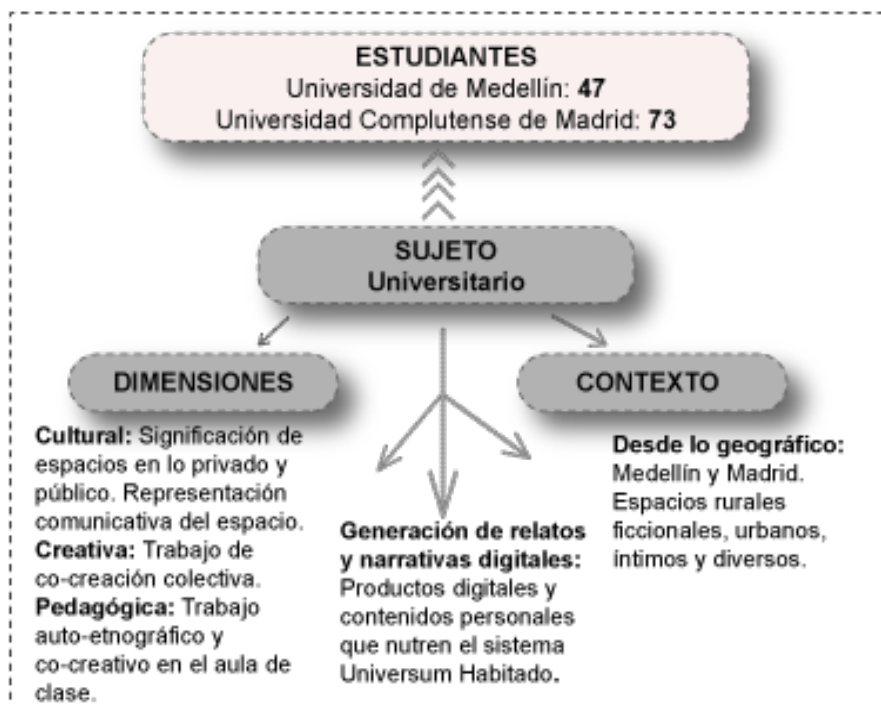 ESTUDIANTES
Universidad de Medellín: 47
Universidad Complutense de Madrid: 73
SUJETO
Universitario
DIMENSIONES
Cultural: Significación de
espacios en lo privado y
público. Representación
comunicativa del espacio.
Creativa: Trabajo de
co-creación colectiva.
Pedagógica: Trabajo
auto-etnográfico y
co-creativo en el aula de
clase.
Generación de relatos
y narrativas digitales:
Productos digitales y
contenidos personales
que nutren el sistema
Universum Habitado.
CONTEXTO
Desde lo geográfico:
Medellín y Madrid.
Espacios rurales
ficcionales, urbanos,
íntimos y diversos.